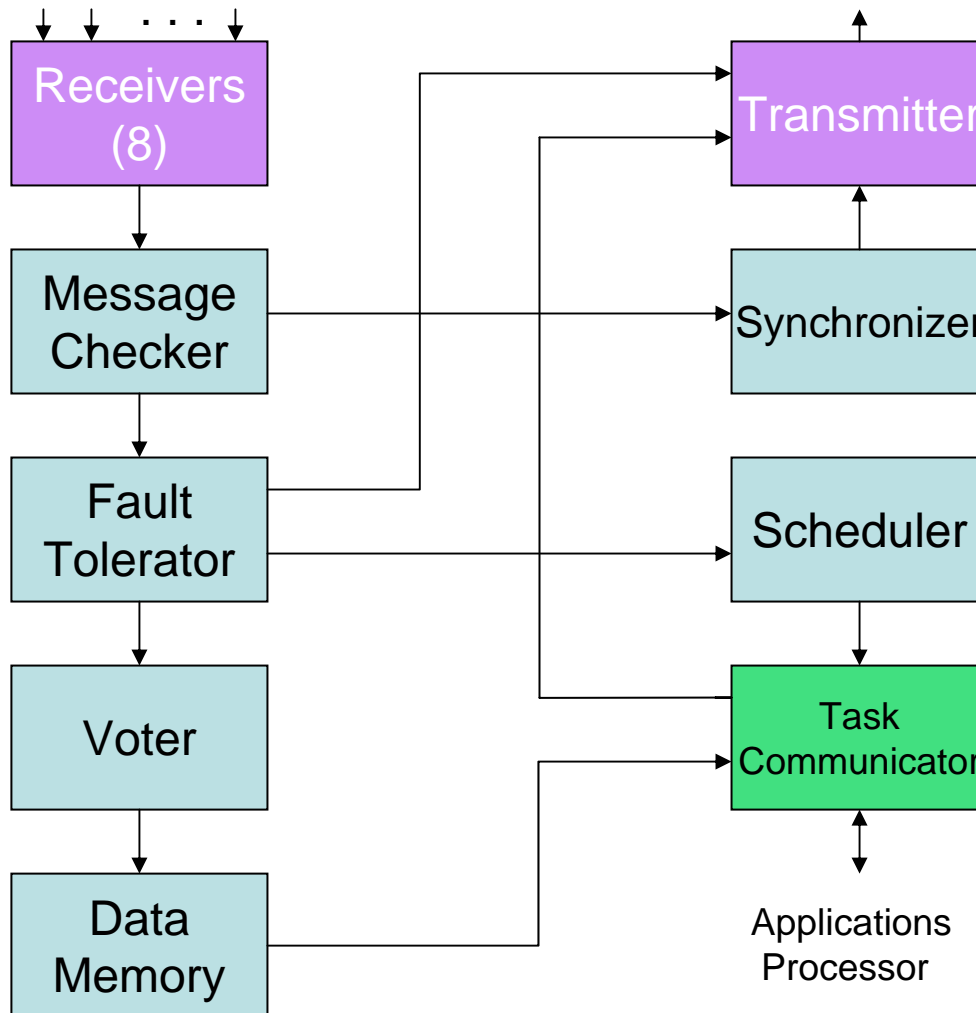 . . .
Receivers
(8)
Transmitter
Message
Checker
Synchronizer
Fault
Tolerator
Scheduler
Voter
Task
Communicator
Data
Memory
Applications
Processor